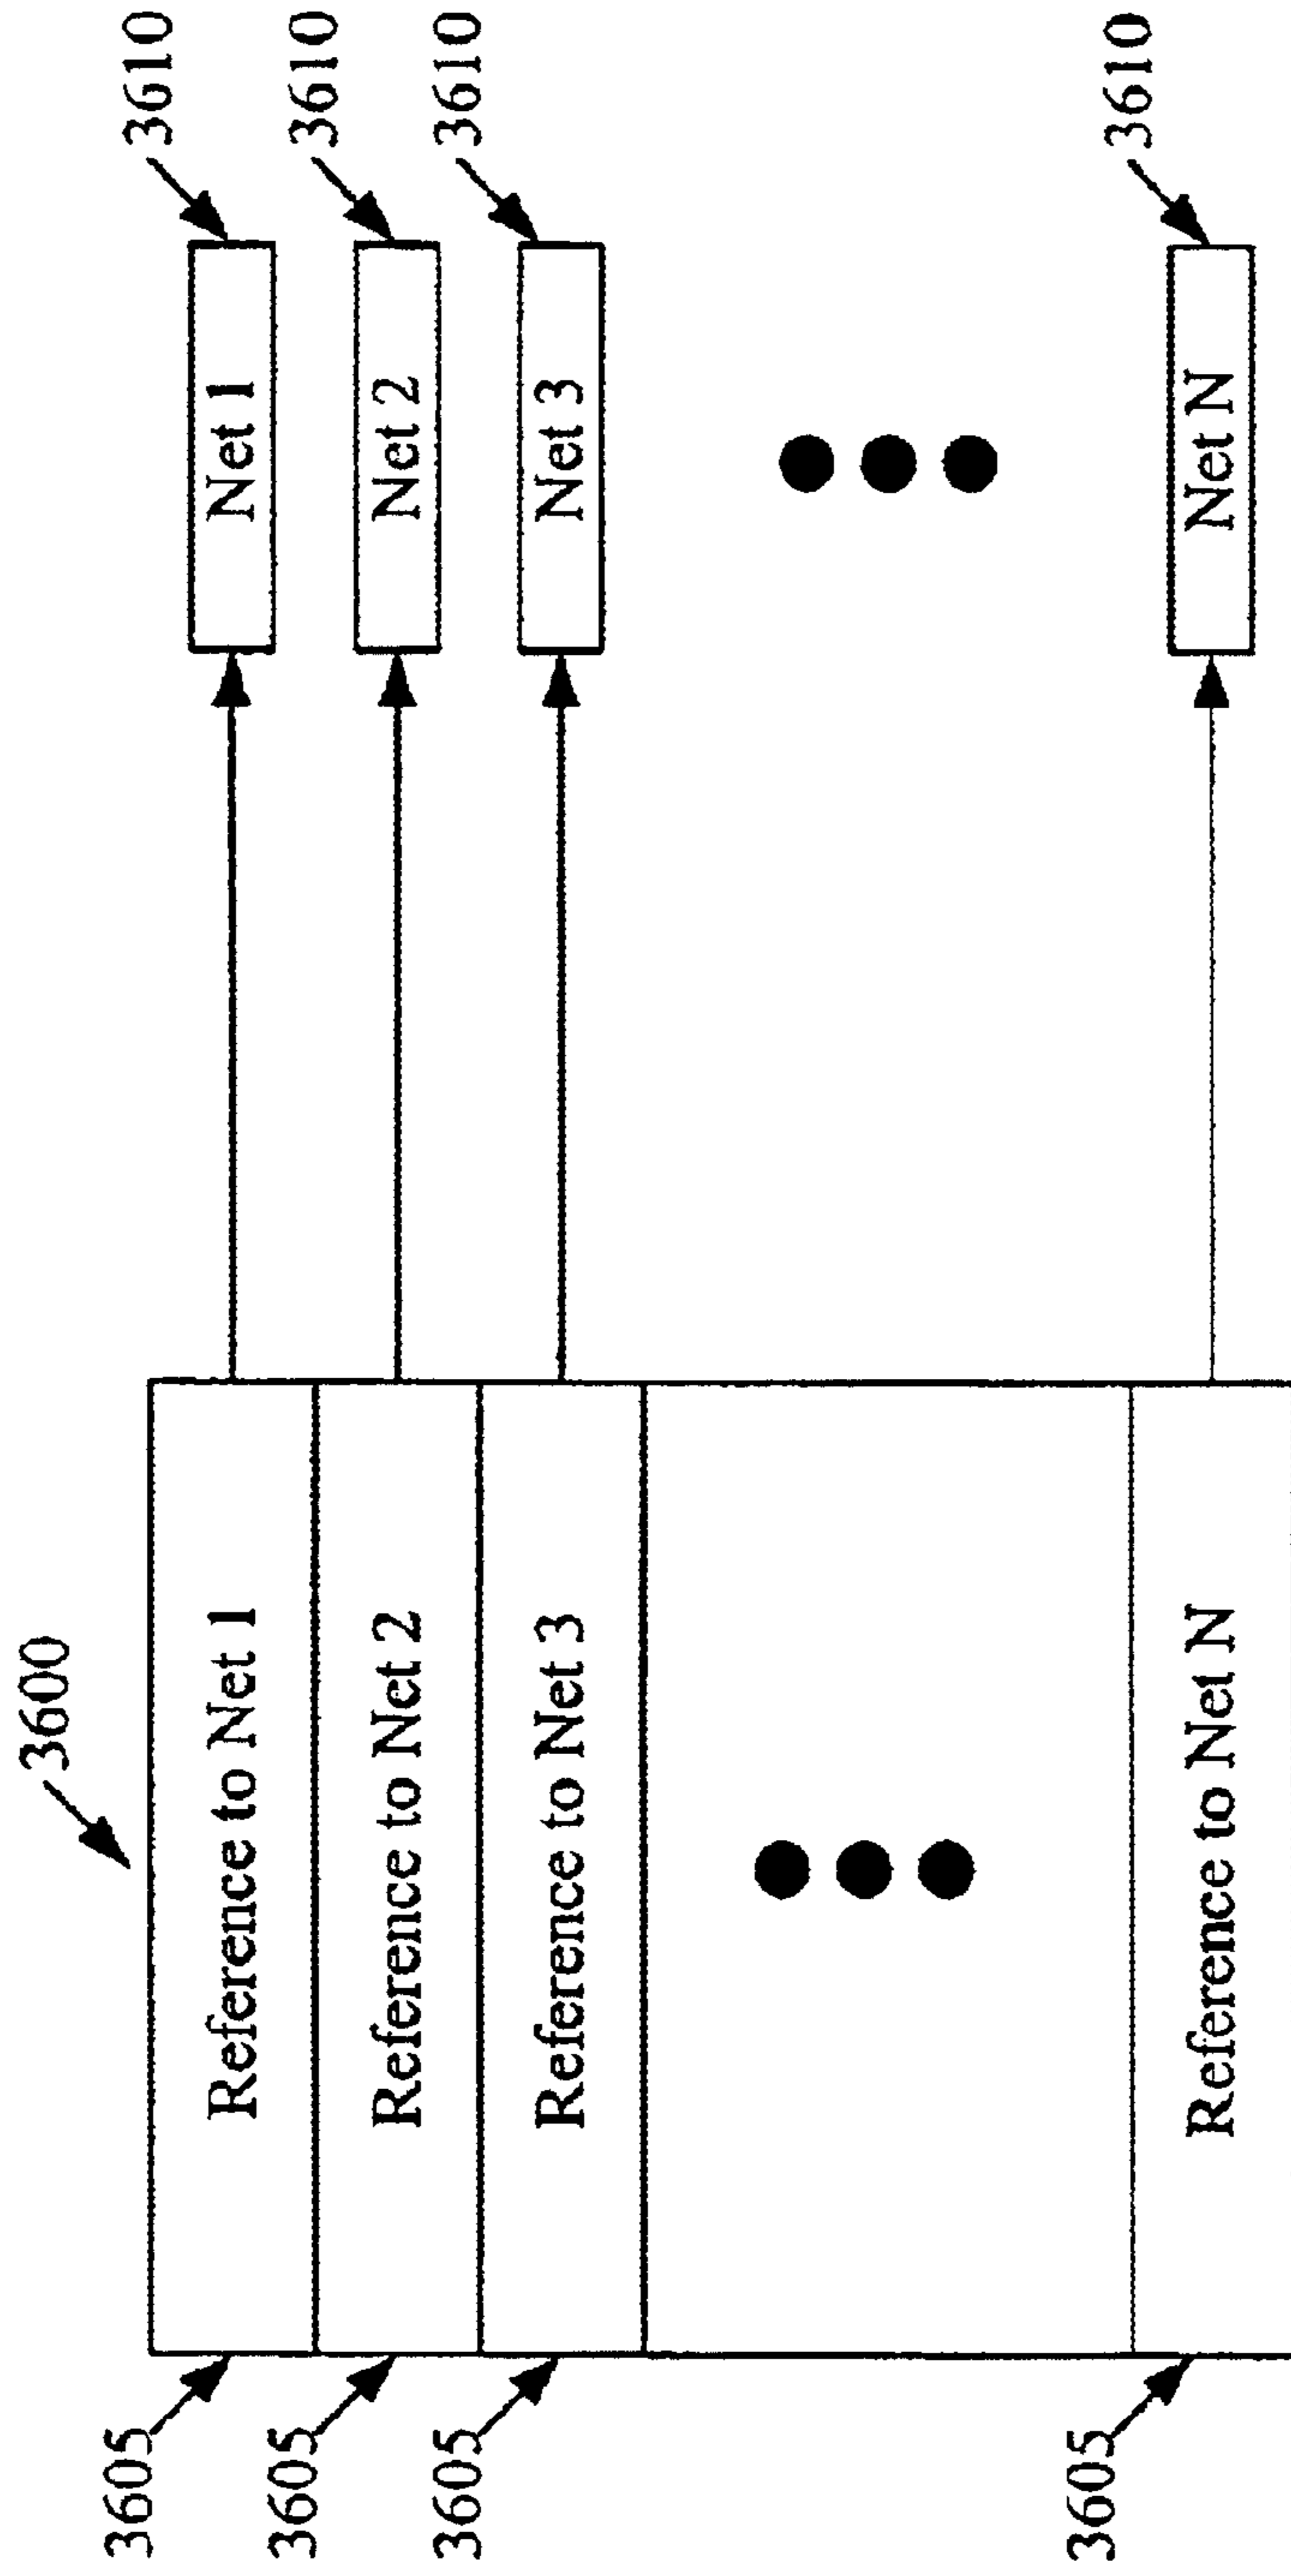 3600
3605
Reference to Net 1
Net 1
3610
3605
Reference to Net 2
Net 2
3610
3605
Reference to Net 3
Net 3
3610
3605
Reference to Net N
Net N
3610